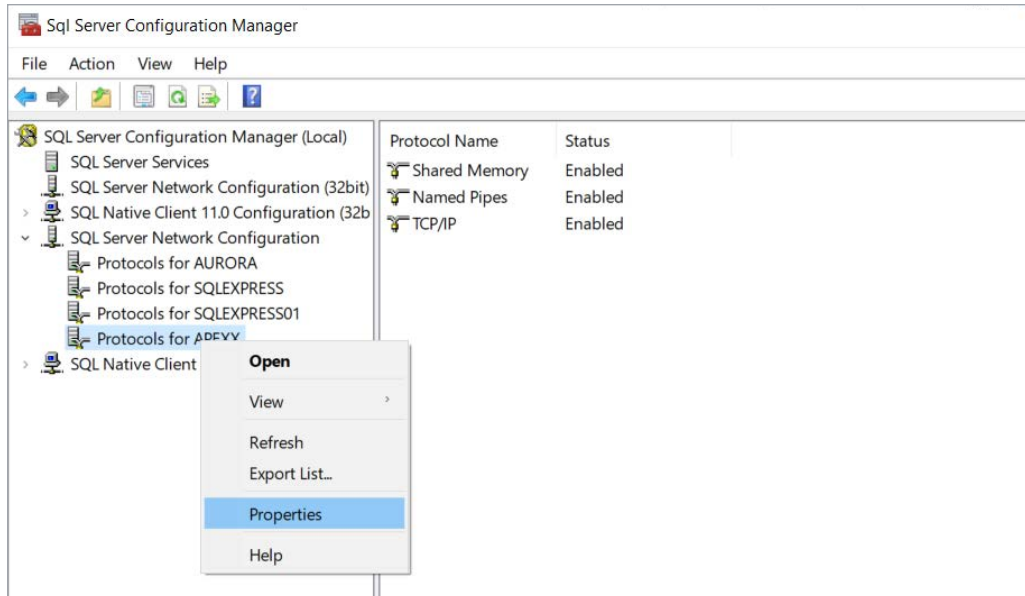 Sql Server Configuration Manager
File Action View Help
SQL Server Configuration Manager (Local)
SQL Server Services
SQL Server Network Configuration (32bit)
SQL Native Client 11.0 Configuration (32b
SQL Server Network Configuration
Protocols for AURORA
Protocols for SQLEXPRESS
Protocols for SQLEXPRESS01
Protocols for APEXX
SQL Native Client
Protocol Name Status
Shared Memory Enabled
Named Pipes Enabled
TCP/IP Enabled
Open
View
Refresh
Export List...
Properties
Help